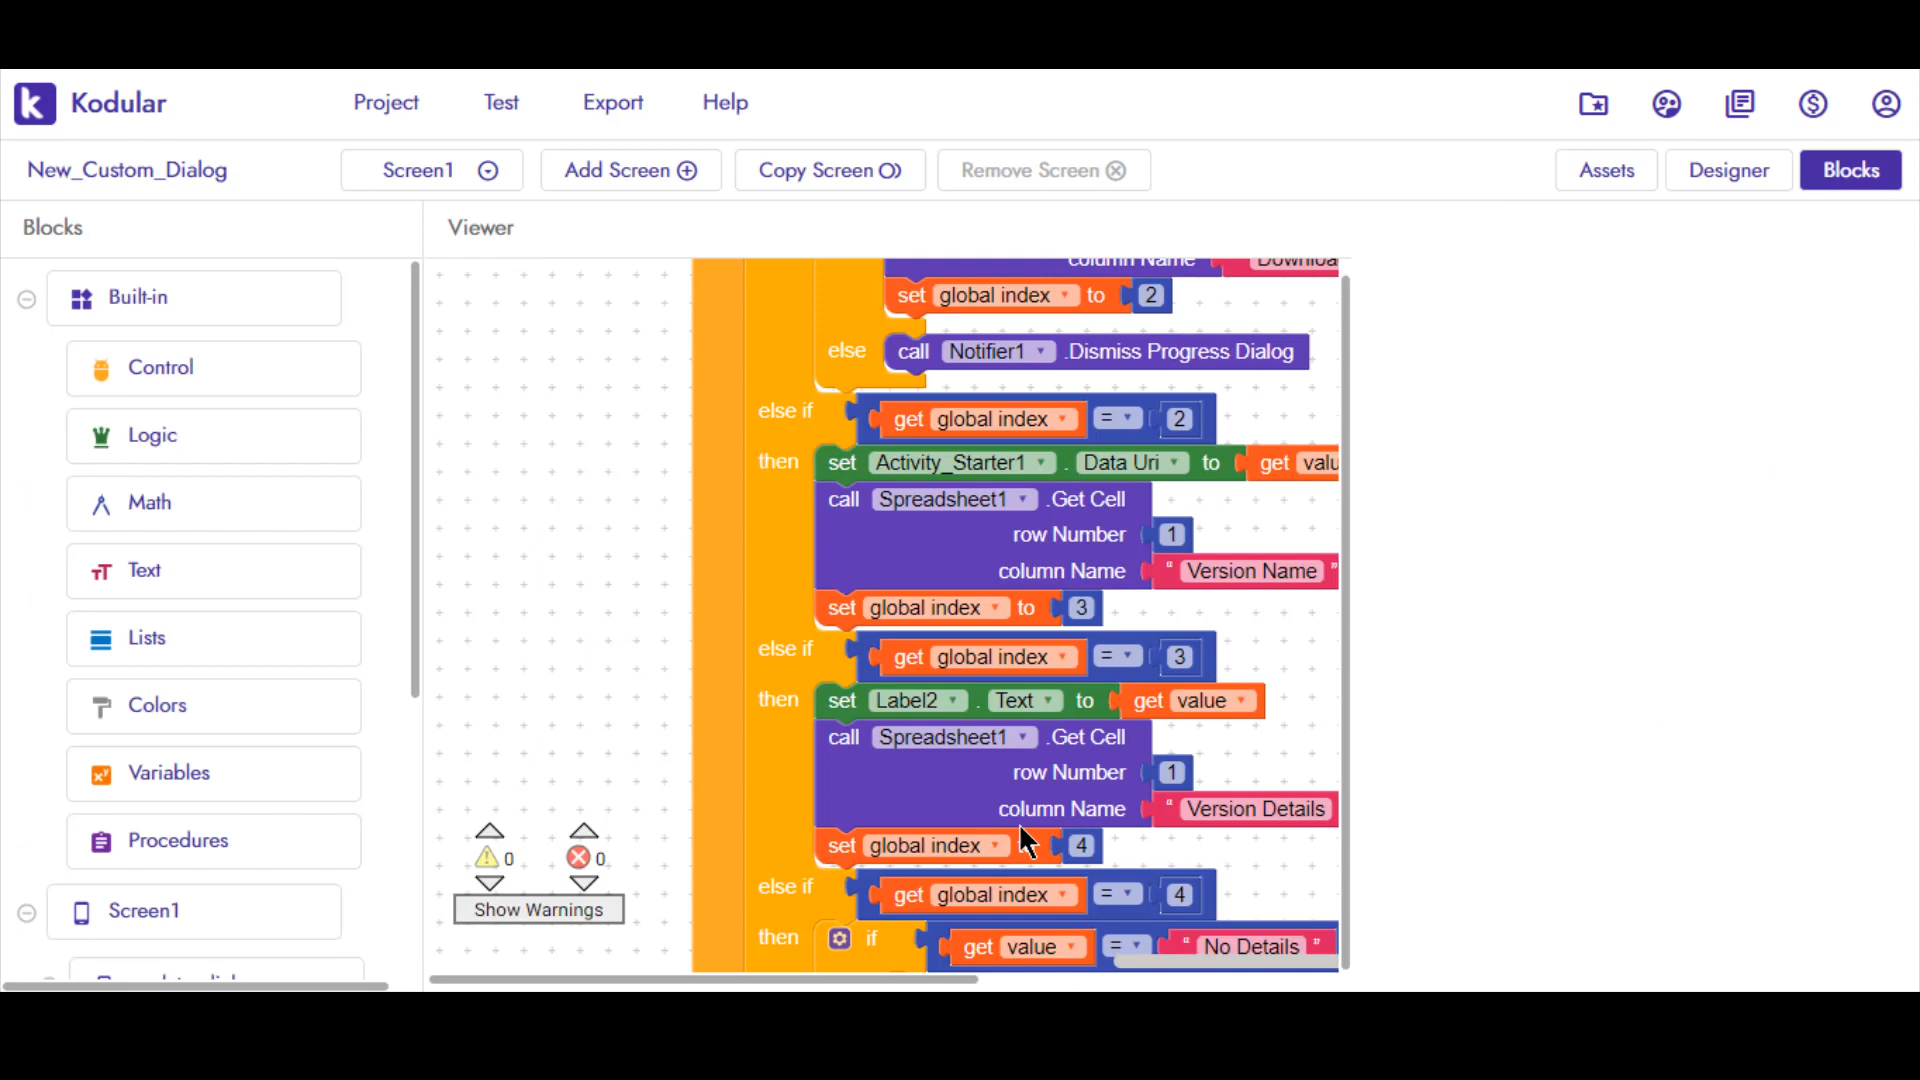 Kodular
Project Test Export Help
New_Custom_Dialog
Screen1
Add Screen
Copy Screen
Remove Screen
Assets
Designer
Blocks
Blocks
Viewer
Built-in
Control
Logic
Math
Text
Lists
Colors
Variables
Procedures
Screen1
0 0
Show Warnings
column Name
set global index to 2
else call Notifier1 .Dismiss Progress Dialog
else if get global index = 2
then set Activity_Starter1 . Data Uri to get
call Spreadsheet1 .Get Cell
row Number 1
column Name " Version Name "
set global index to 3
else if get global index = 3
then set Label2 . Text to get value
call Spreadsheet1 .Get Cell
row Number 1
column Name " Version Details
set global index 4
else if get global index = 4
then if get value = " No Details "